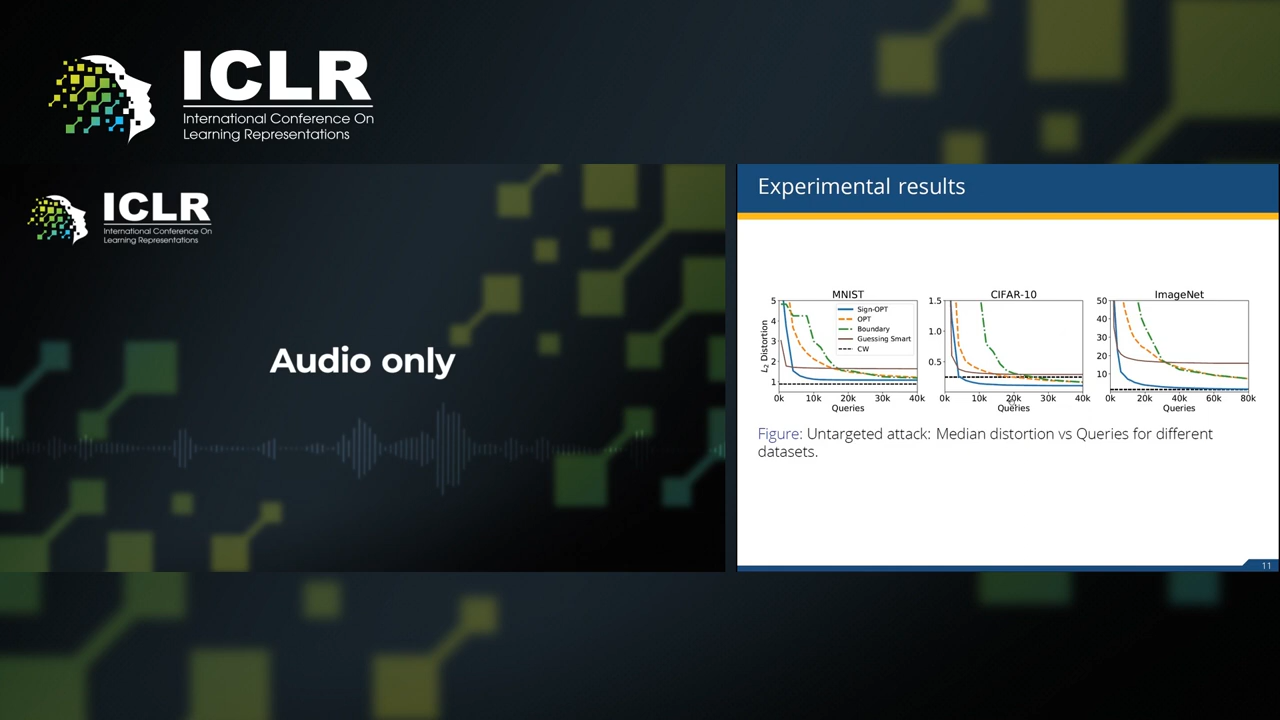 ICLR
International Conference On
Learning Representations
ICLR
International Conference On
Learning Representations
Audio only
Experimental results
MNIST
5
4
3
2
1
L2 Distortion
0k 10k 20k 30k 40k
Queries
Sign-OPT
OPT
Boundary
Guessing Smart
CW
CIFAR-10
1.5
1.0
0.5
0k 10k 20k 30k 40k
Queries
ImageNet
50
40
30
20
10
0k 20k 40k 60k 80k
Queries
Figure: Untargeted attack: Median distortion vs Queries for different
datasets.
11